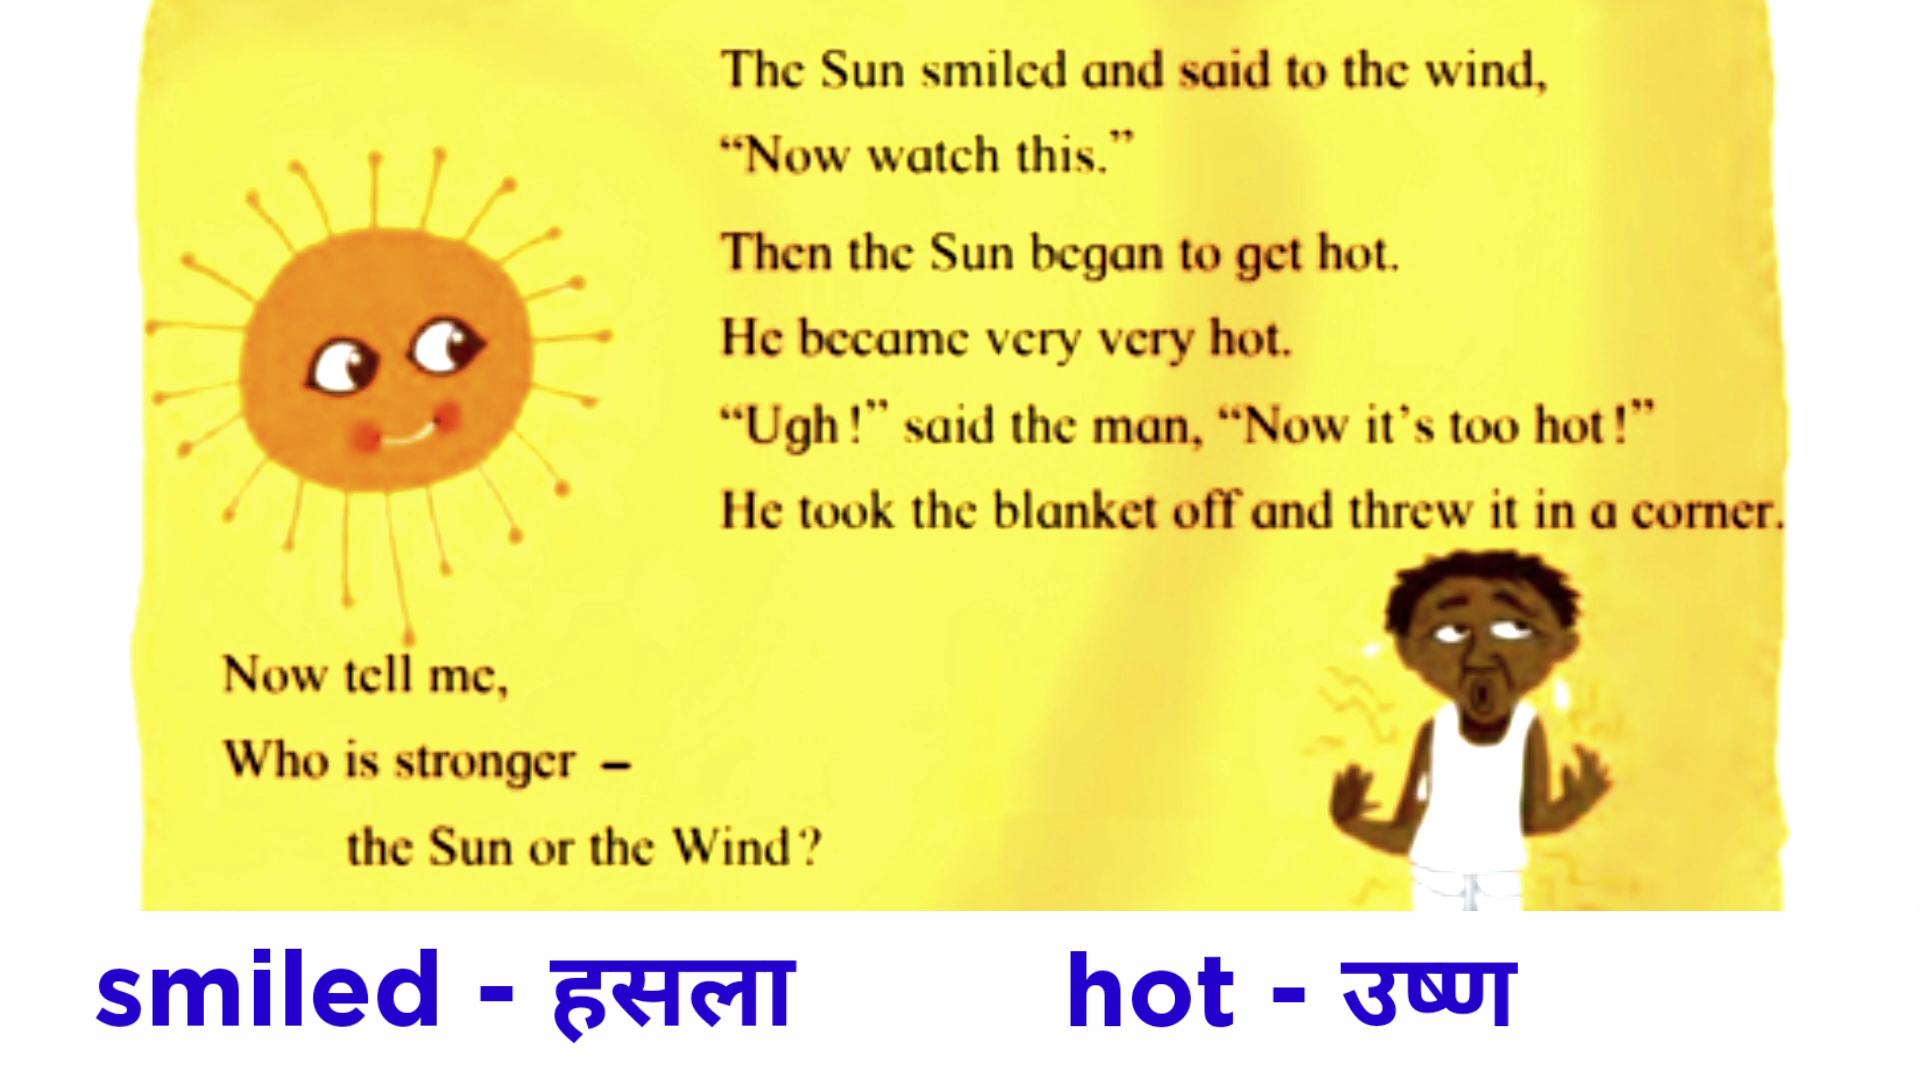 The Sun smiled and said to the wind,
“Now watch this.”
Then the Sun began to get hot.
He became very very hot.
“Ugh!” said the man, “Now it’s too hot!”
He took the blanket off and threw it in a corner.
Now tell me,
Who is stronger –
the Sun or the Wind?
smiled - हसला
hot - उष्ण